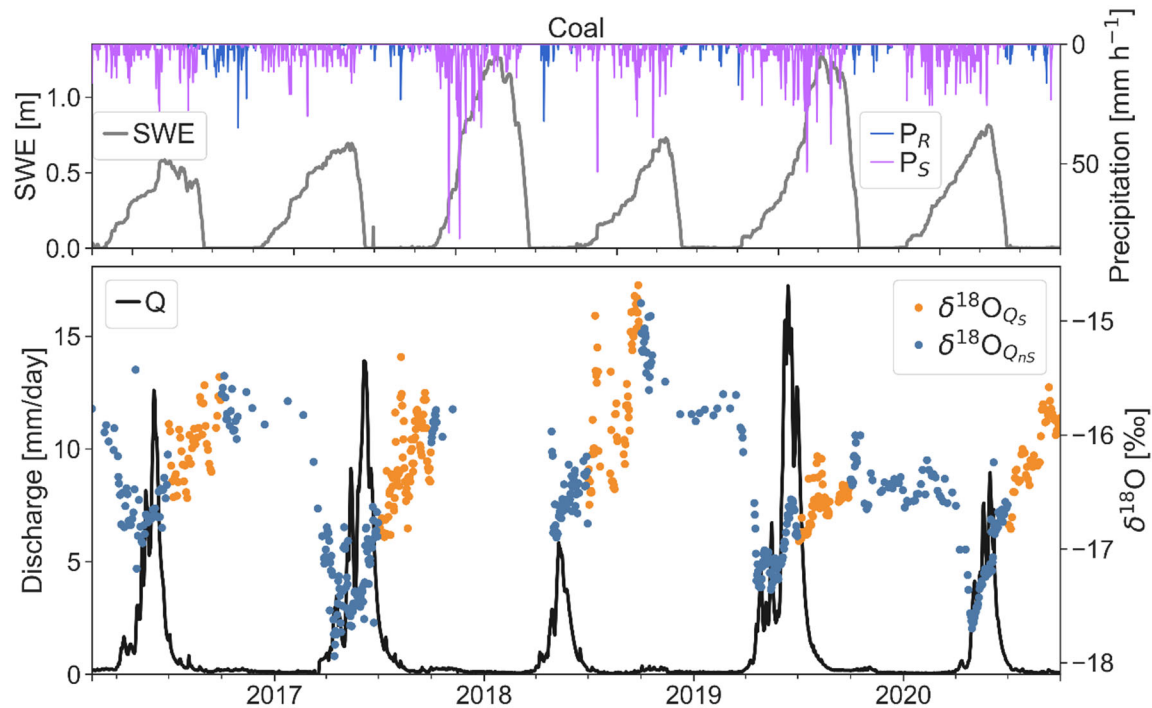 Coal
SWE [m]
1.0
0.5
0.0
SWE
P_R
P_S
0
50
Precipitation [mm h⁻¹]
Discharge [mm/day]
15
10
5
0
Q
δ¹⁸O_{Q_S}
δ¹⁸O_{Q_{nS}}
−15
−16
−17
−18
δ¹⁸O [‰]
2017 2018 2019 2020